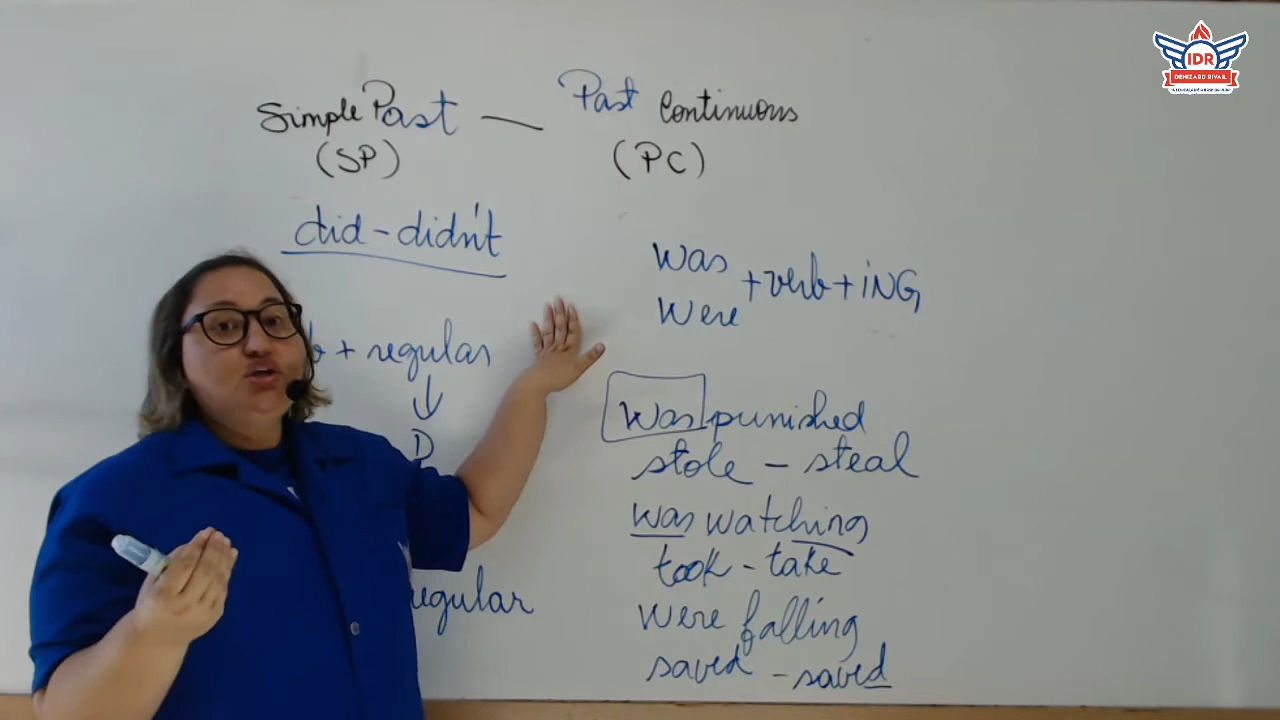 Simple Past — Past Continuous
(SP) (PC)
did - didn't
was
were
+ verb + iNG
+ regular
↓
D
was punished
stole - steal
was watching
took - take
were falling
regular
saved - saved
IDR
DENIZARD RIVAIL